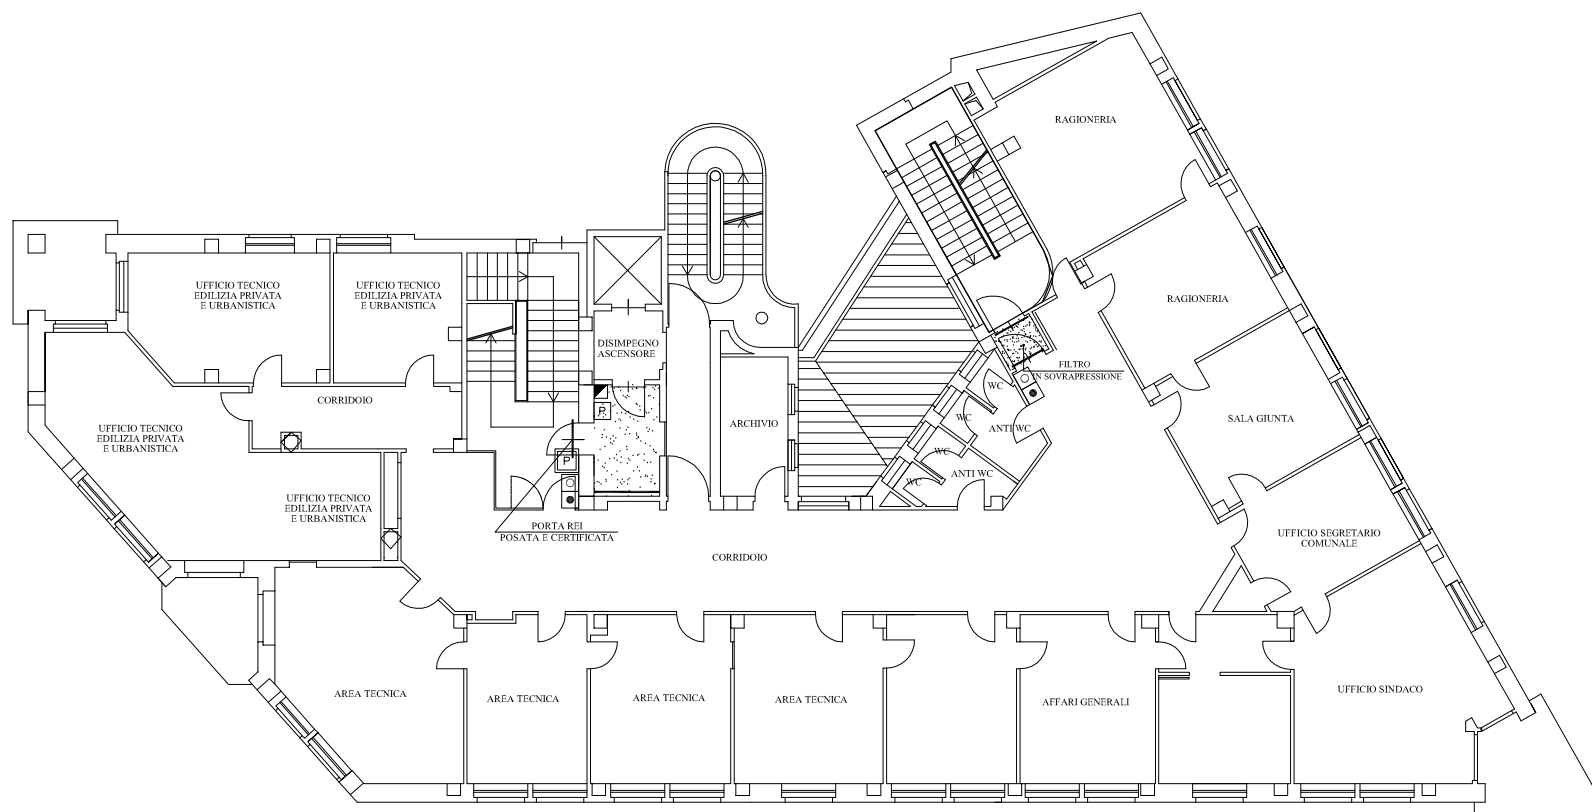 RAGIONERIA
RAGIONERIA
UFFICIO TECNICO
EDILIZIA PRIVATA
E URBANISTICA
UFFICIO TECNICO
EDILIZIA PRIVATA
E URBANISTICA
DISIMPEGNO
ASCENSORE
FILTRO
IN SOVRAPRESSIONE
CORRIDOIO
P
WC
WC
ANTI WC
WC
ANTI WC
WC
ARCHIVIO
SALA GIUNTA
UFFICIO TECNICO
EDILIZIA PRIVATA
E URBANISTICA
P
UFFICIO TECNICO
EDILIZIA PRIVATA
E URBANISTICA
PORTA REI
POSATA E CERTIFICATA
UFFICIO SEGRETARIO
COMUNALE
CORRIDOIO
AREA TECNICA
AREA TECNICA
AREA TECNICA
AREA TECNICA
AFFARI GENERALI
UFFICIO SINDACO